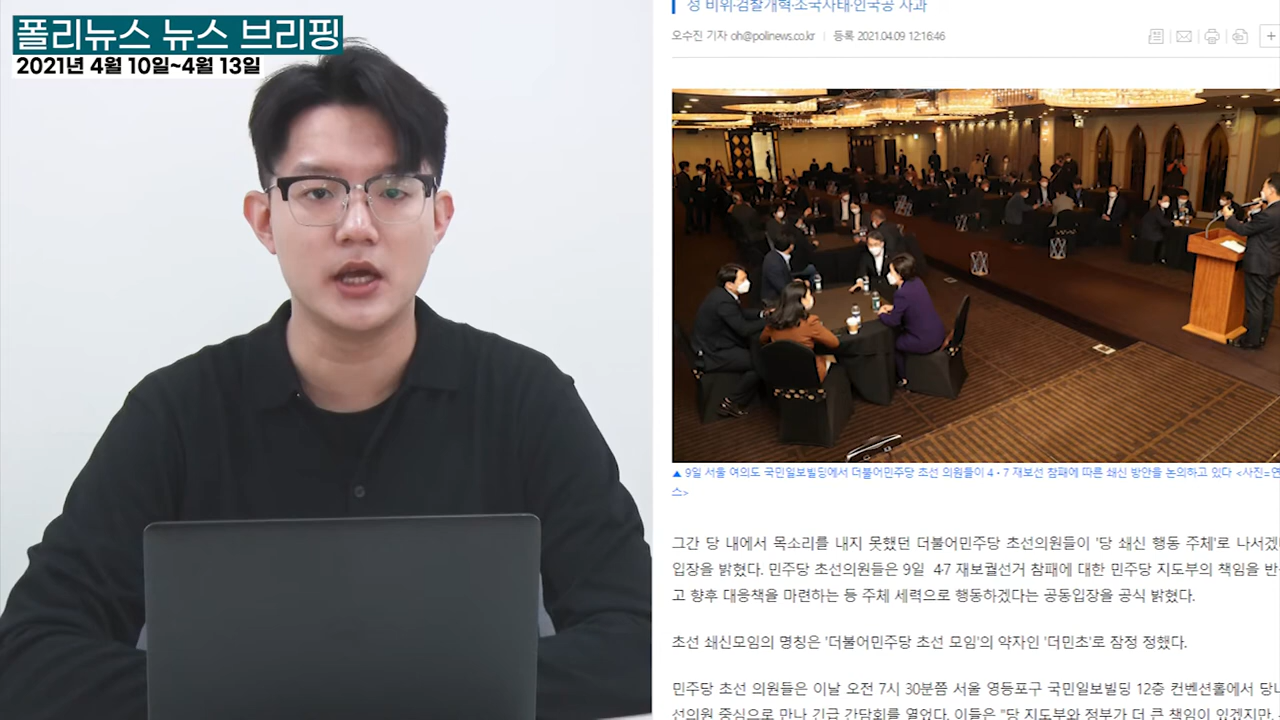 폴리뉴스 뉴스 브리핑
2021년 4월 10일~4월 13일
성 비위·검찰개혁·조국사태·인국공 사과
오수진 기자 oh@polinews.co.kr 등록 2021.04.09 12:16:46
▲ 9일 서울 여의도 국민일보빌딩에서 더불어민주당 초선 의원들이 4·7 재보선 참패에 따른 쇄신 방안을 논의하고 있다 <사진=연
스>
그간 당 내에서 목소리를 내지 못했던 더불어민주당 초선의원들이 '당 쇄신 행동 주체'로 나서겠
입장을 밝혔다. 민주당 초선의원들은 9일 4·7 재보궐선거 참패에 대한 민주당 지도부의 책임을 반
고 향후 대응책을 마련하는 등 주체 세력으로 행동하겠다는 공동입장을 공식 밝혔다.
초선 쇄신모임의 명칭은 '더불어민주당 초선 모임'의 약자인 '더민초'로 잠정 정했다.
민주당 초선 의원들은 이날 오전 7시 30분쯤 서울 영등포구 국민일보빌딩 12층 컨벤션홀에서 당내
선의원 중심으로 만나 긴급 간담회를 열었다. 이들은 "당 지도부와 정부가 더 큰 책임이 있겠지만